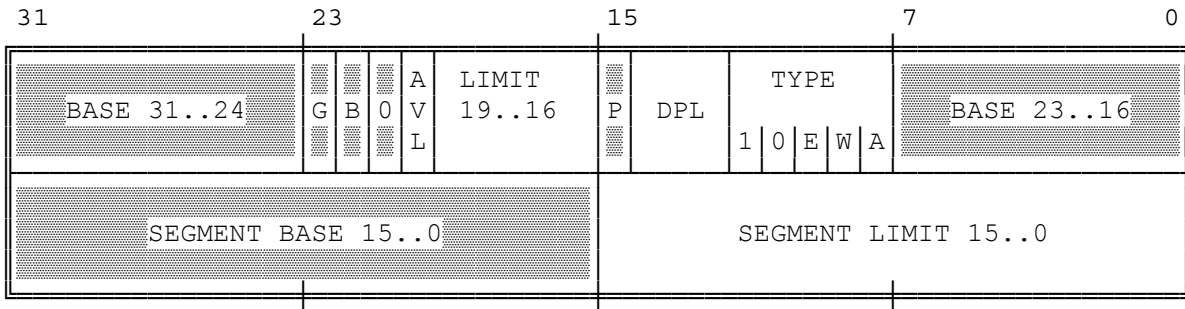 31 23 15 7 0
A LIMIT TYPE
BASE 31..24 G B 0 V 19..16 P DPL BASE 23..16
L 1 0 E W A
SEGMENT BASE 15..0 SEGMENT LIMIT 15..0